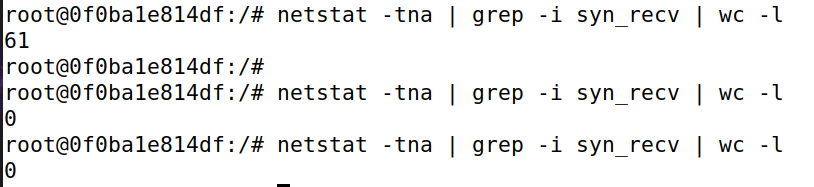 root@0f0ba1e814df:/# netstat -tna | grep -i syn_recv | wc -l
61
root@0f0ba1e814df:/#
root@0f0ba1e814df:/# netstat -tna | grep -i syn_recv | wc -l
0
root@0f0ba1e814df:/# netstat -tna | grep -i syn_recv | wc -l
0